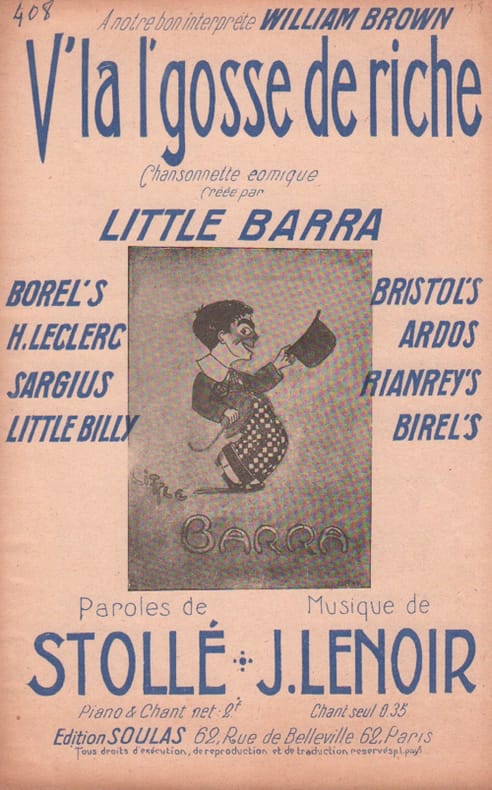 408
A notre bon interprète WILLIAM BROWN
V'la l'gosse de riche
Chansonnette comique
créée par
LITTLE BARRA
BOREL'S
H. LECLERC
SARGIUS
LITTLE BILLY
BRISTOL'S
ARDOS
RIANREY'S
BIREL'S
LITTLE
BARRA
Paroles de
Musique de
STOLLÉ
J. LENOIR
Piano & Chant net: 2.F
Chant seul 0.35
Edition SOULAS 62, Rue de Belleville 62, Paris
Tous droits d'exécution, de reproduction et de traduction reservés p.l. pays.